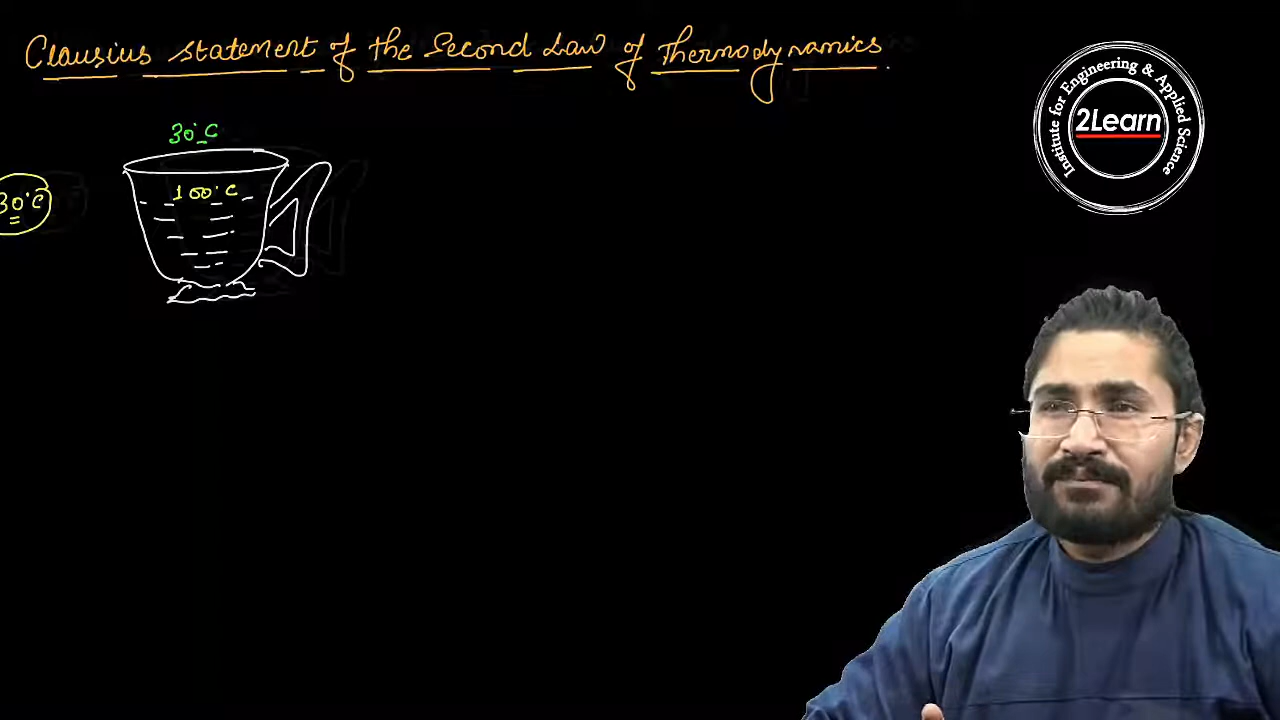 Clausius statement of the Second Law of Thermodynamics.
30°C
100°C
30°C
Institute for Engineering & Applied Science
2Learn